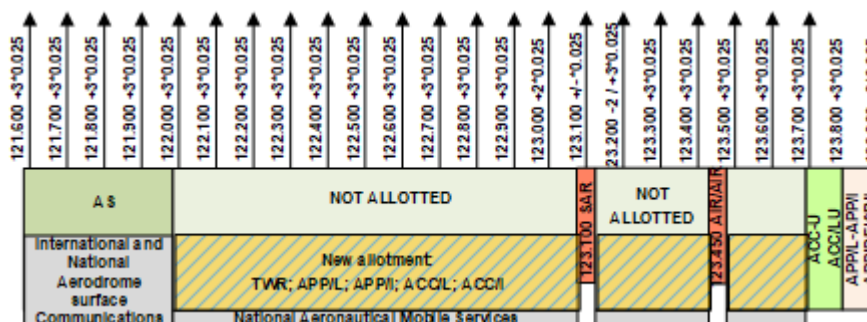 121.600 +3*0.025
121.700 +3*0.025
121.800 +3*0.025
121.900 +3*0.025
122.000 +3*0.025
122.100 +3*0.025
122.200 +3*0.025
122.300 +3*0.025
122.400 +3*0.025
122.500 +3*0.025
122.600 +3*0.025
122.700 +3*0.025
122.800 +3*0.025
122.900 +3*0.025
123.000 +2*0.025
123.100 +/-*0.025
23.200 -2 / +3*0.025
123.300 +3*0.025
123.400 +3*0.025
123.500 +3*0.025
123.600 +3*0.025
123.700 +3*0.025
123.800 +3*0.025
AS
NOT ALLOTTED
123.100 SAR
NOT
ALLOTTED
123.450 AIR/AIR
ACC-U
ACC/LU
APP/L-APP/I
International and
National
Aerodrome
surface
Communications
New allotment
TWR; APP/L; APP/I; ACC/L; ACC/I
National Aeronautical Mobile Services